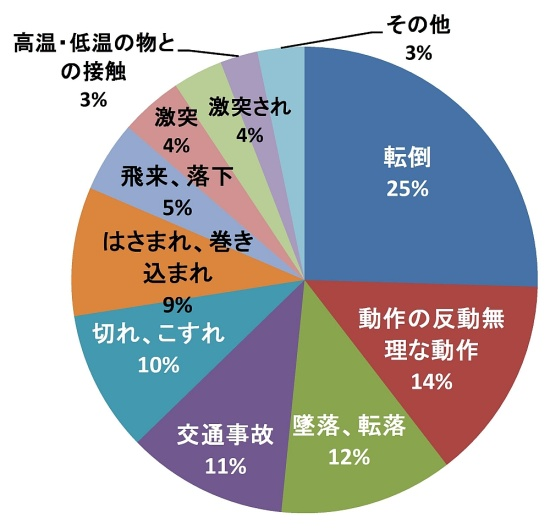 その他
3%
高温・低温の物と
の接触
3%
激突され
4%
激突
4%
飛来、落下
5%
はさまれ、巻き
込まれ
9%
切れ、こすれ
10%
交通事故
11%
墜落、転落
12%
動作の反動無
理な動作
14%
転倒
25%